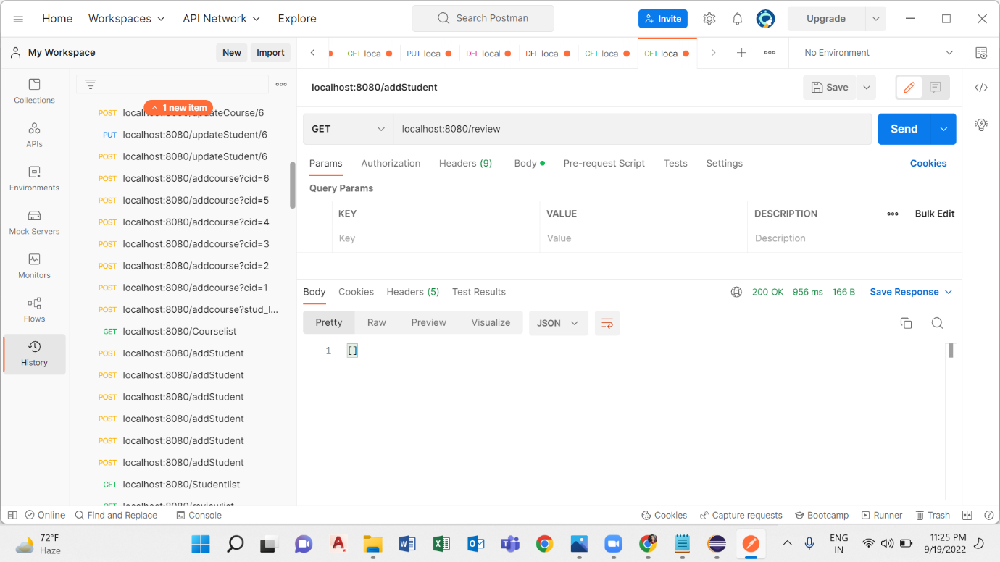 Home Workspaces API Network Explore Search Postman Invite Upgrade
My Workspace New Import GET loca PUT loca DEL local DEL local GET loca GET loca No Environment
Collections
APIs
Environments
Mock Servers
Monitors
Flows
History
1 new item
POST localhost:8080/updateCourse/6
PUT localhost:8080/updateStudent/6
POST localhost:8080/updateStudent/6
POST localhost:8080/addcourse?cid=6
POST localhost:8080/addcourse?cid=5
POST localhost:8080/addcourse?cid=4
POST localhost:8080/addcourse?cid=3
POST localhost:8080/addcourse?cid=2
POST localhost:8080/addcourse?cid=1
POST localhost:8080/addcourse?stud_l...
GET localhost:8080/Courselist
POST localhost:8080/addStudent
POST localhost:8080/addStudent
POST localhost:8080/addStudent
POST localhost:8080/addStudent
POST localhost:8080/addStudent
POST localhost:8080/addStudent
GET localhost:8080/Studentlist
GET localhost:8080/reviewlist
localhost:8080/addStudent Save
GET localhost:8080/review Send
Params Authorization Headers (9) Body Pre-request Script Tests Settings Cookies
Query Params
KEY VALUE DESCRIPTION Bulk Edit
Key Value Description
Body Cookies Headers (5) Test Results 200 OK 956 ms 166 B Save Response
Pretty Raw Preview Visualize JSON
1 []
Online Find and Replace Console Cookies Capture requests Bootcamp Runner Trash
72°F
Haze
ENG
IN
11:25 PM
9/19/2022